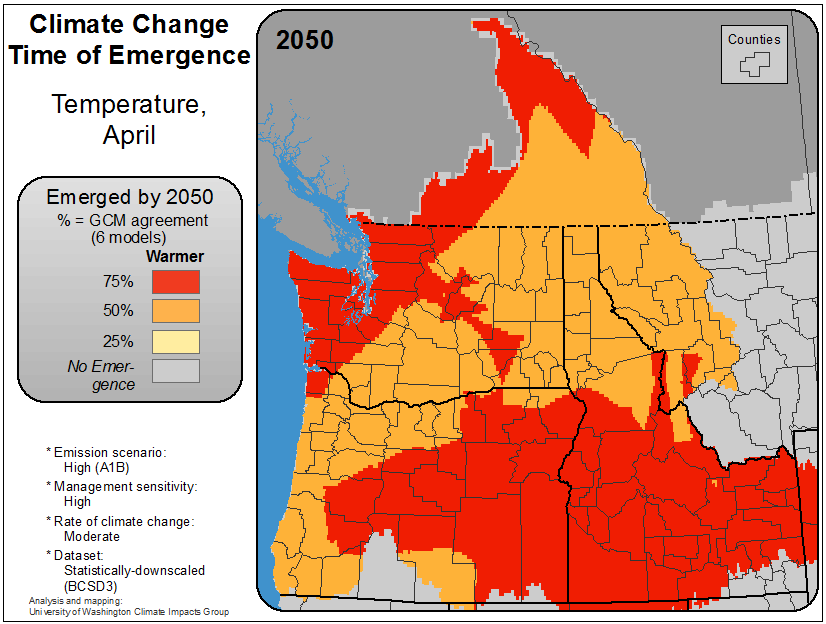 Climate Change
Time of Emergence
Temperature,
April
Emerged by 2050
% = GCM agreement
(6 models)
Warmer
75%
50%
25%
No Emer-
gence
* Emission scenario:
High (A1B)
* Management sensitivity:
High
* Rate of climate change:
Moderate
* Dataset:
Statistically-downscaled
(BCSD3)
Analysis and mapping:
University of Washington Climate Impacts Group
2050
Counties